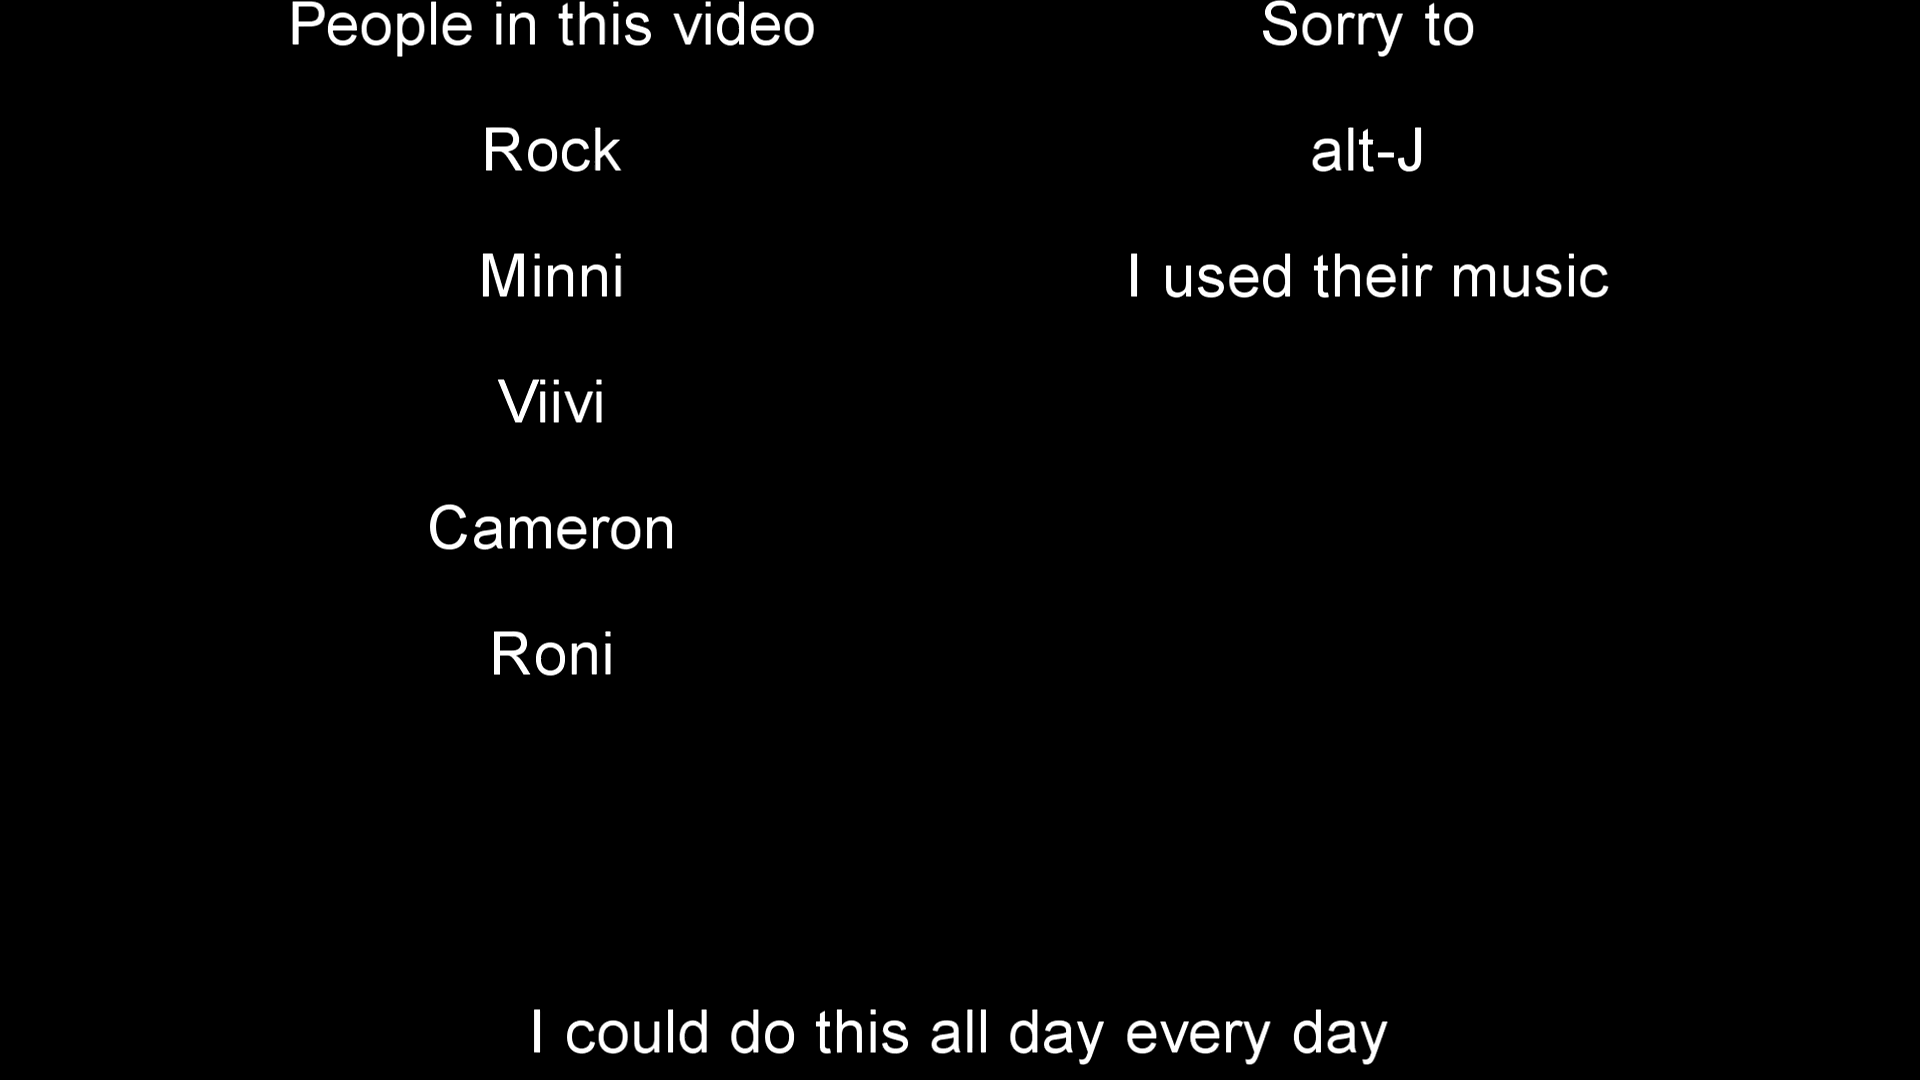 People in this video
Rock
Minni
Viivi
Cameron
Roni
Sorry to
alt-J
I used their music
I could do this all day every day